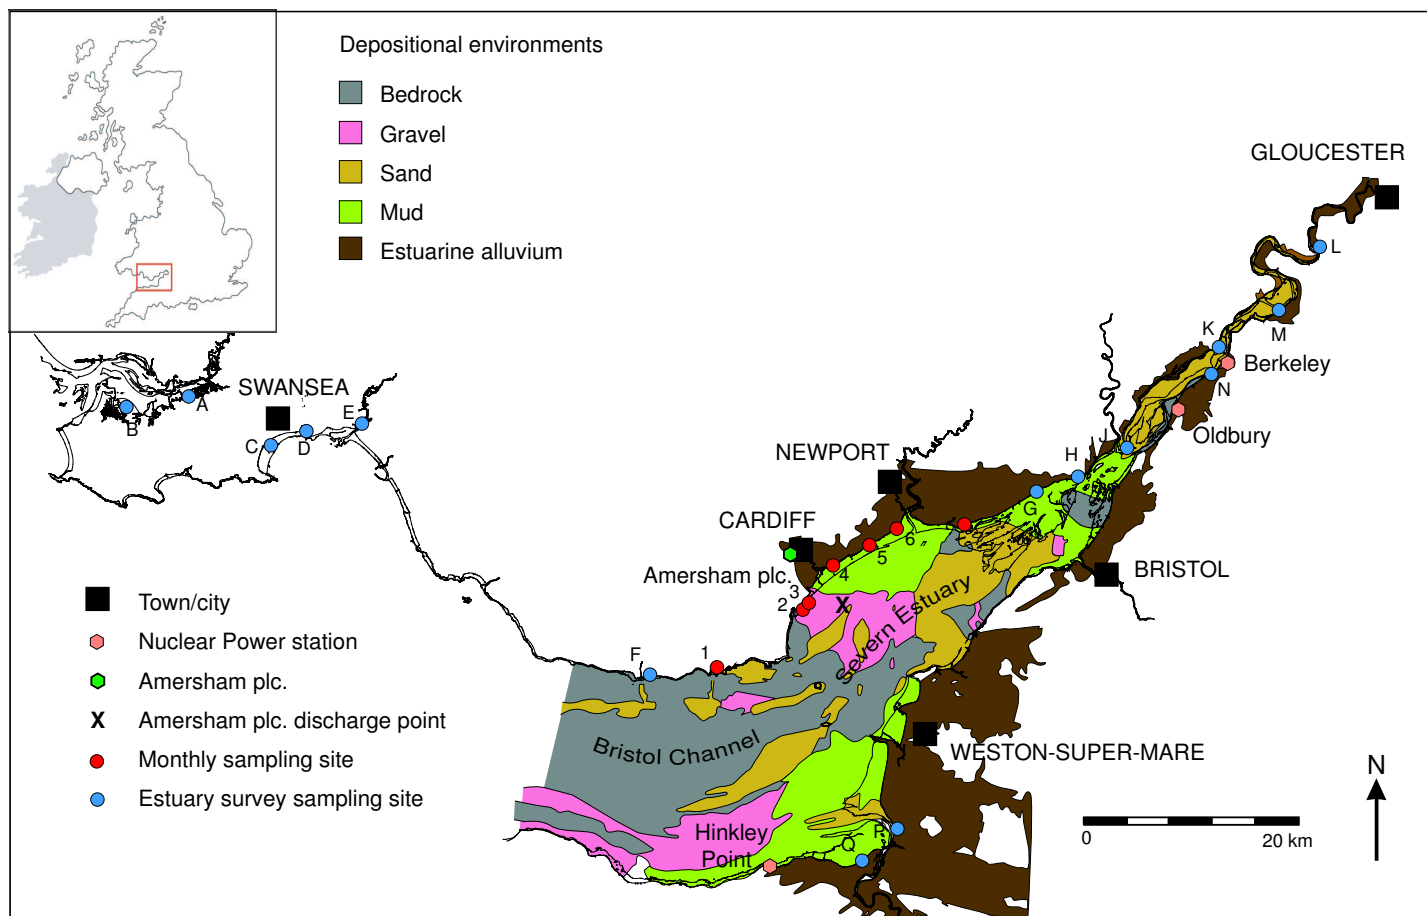 Depositional environments
Bedrock
Gravel
Sand
Mud
Estuarine alluvium
GLOUCESTER
L
M
K
Berkeley
N
Oldbury
J
H
G
SWANSEA
A
B
C
D
E
NEWPORT
CARDIFF
Amersham plc.
6
5
4
3
2
X
BRISTOL
Severn Estuary
F
1
Bristol Channel
WESTON-SUPER-MARE
Hinkley
Point
P
Q
Town/city
Nuclear Power station
Amersham plc.
X Amersham plc. discharge point
Monthly sampling site
Estuary survey sampling site
N
0 20 km